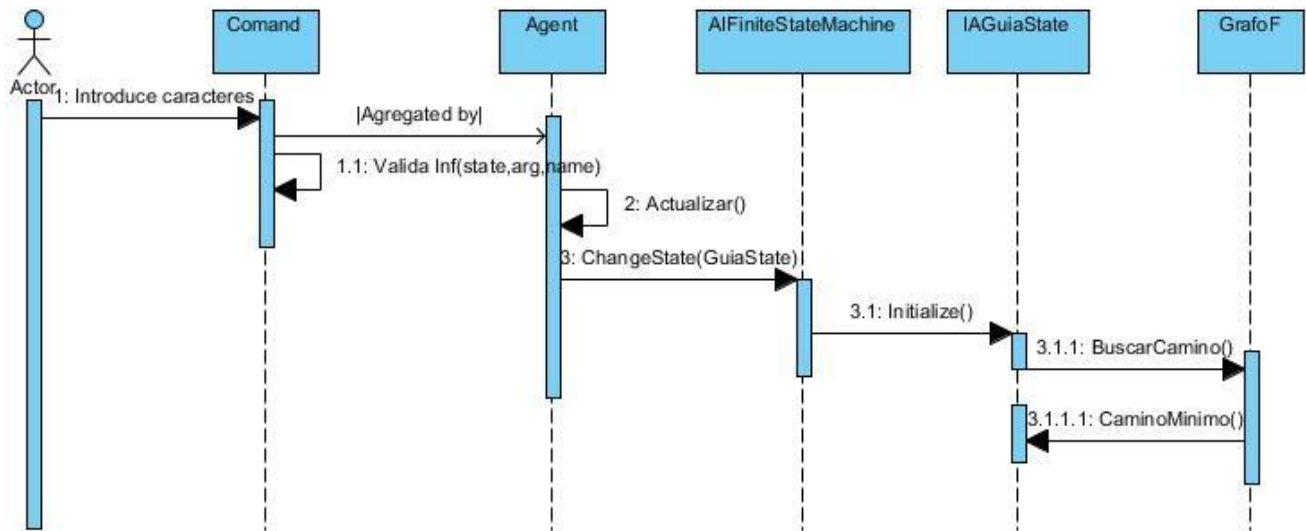 Comand
Agent
AIFiniteStateMachine
IAGuiaState
GrafoF
Actor
1: Introduce caracteres
|Agregated by|
1.1: Valida Inf(state,arg,name)
2: Actualizar()
3: ChangeState(GuiaState)
3.1: Initialize()
3.1.1: BuscarCamino()
3.1.1.1: CaminoMinimo()